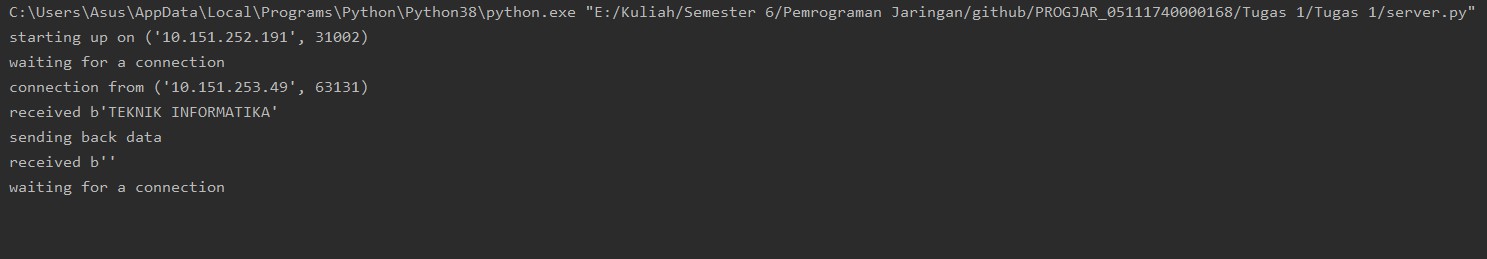 C:\Users\Asus\AppData\Local\Programs\Python\Python38\python.exe "E:/Kuliah/Semester 6/Pemrograman Jaringan/github/PROGJAR_05111740000168/Tugas 1/Tugas 1/server.py"
starting up on ('10.151.252.191', 31002)
waiting for a connection
connection from ('10.151.253.49', 63131)
received b'TEKNIK INFORMATIKA'
sending back data
received b''
waiting for a connection